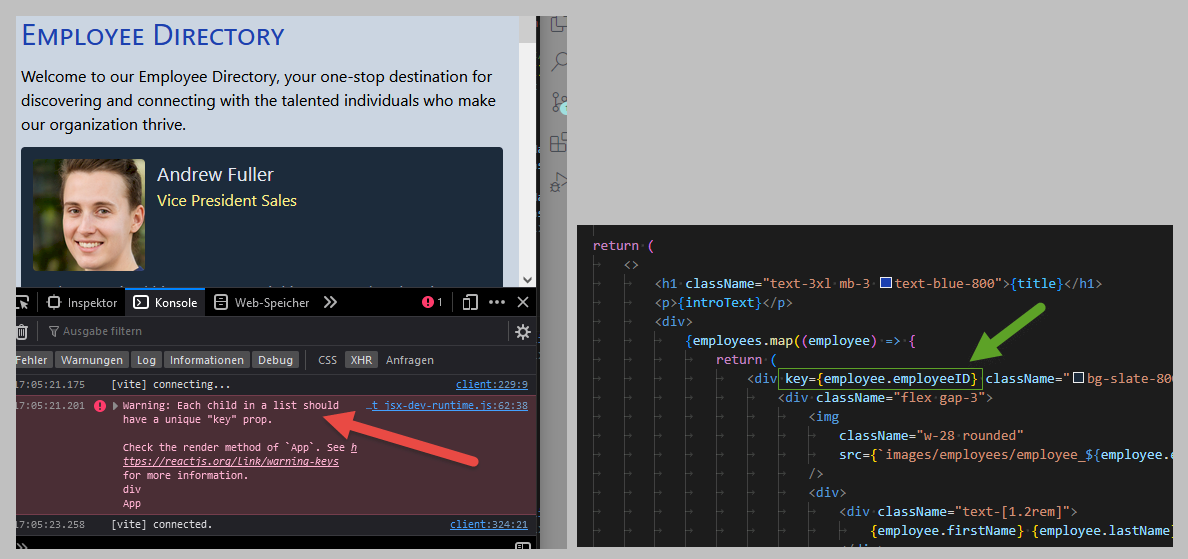 EMPLOYEE DIRECTORY
Welcome to our Employee Directory, your one-stop destination for
discovering and connecting with the talented individuals who make
our organization thrive.
Andrew Fuller
Vice President Sales
Inspektor
Konsole
Web-Speicher
1
Ausgabe filtern
Fehler Warnungen Log Informationen Debug CSS XHR Anfragen
17:05:21.175 [vite] connecting... client:229:9
17:05:21.201 Warning: Each child in a list should …t jsx-dev-runtime.js:62:38
have a unique "key" prop.
Check the render method of `App`. See h
ttps://reactjs.org/link/warning-keys
for more information.
div
App
17:05:23.258 [vite] connected. client:324:21
return (
<>
<h1 className="text-3xl mb-3 text-blue-800">{title}</h1>
<p>{introText}</p>
<div>
{employees.map((employee) => {
return (
<div key={employee.employeeID} className=" bg-slate-800
<div className="flex gap-3">
<img
className="w-28 rounded"
src={`images/employees/employee_${employee.e
/>
<div>
<div className="text-[1.2rem]">
{employee.firstName} {employee.lastName}